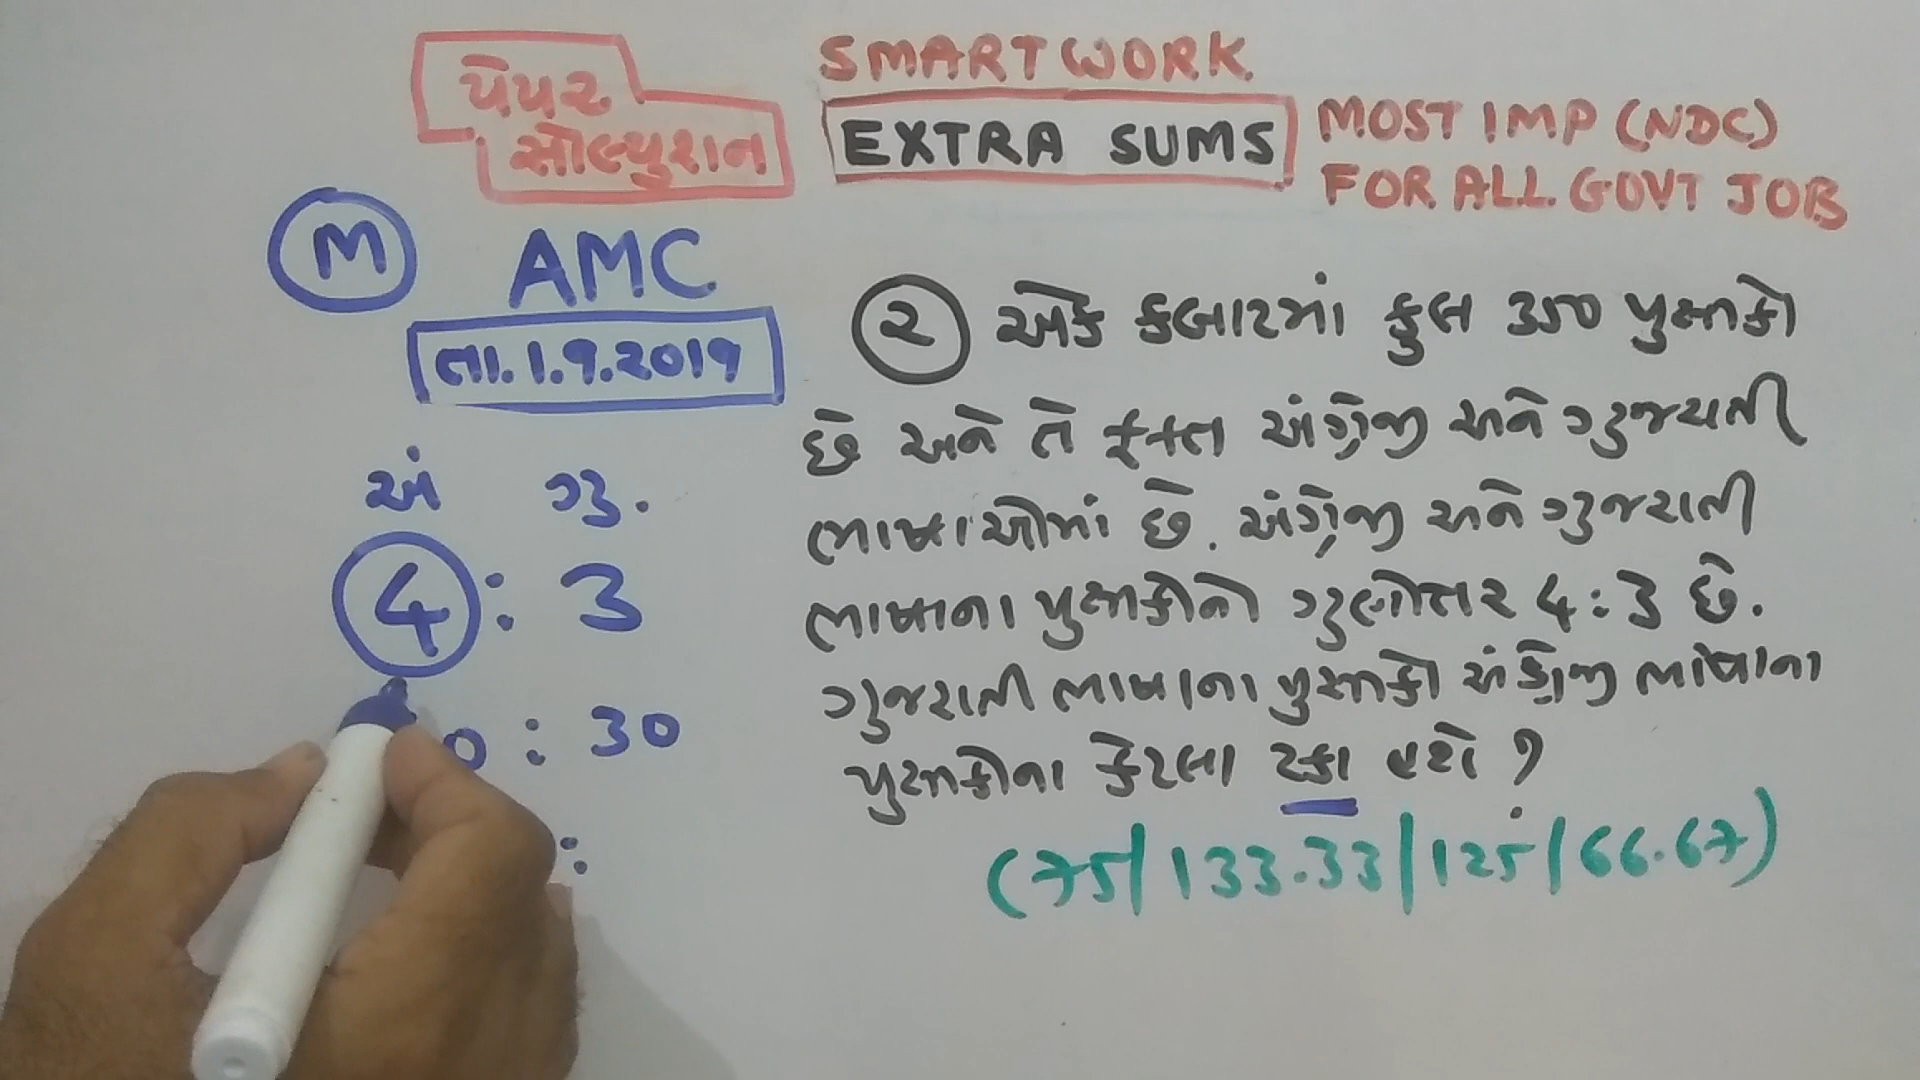 પેપર
સોલ્યુશન
SMARTWORK
EXTRA SUMS
MOST IMP (NDC)
FOR ALL GOVT JOB
M AMC
તા. 1.9.2019
૨ એક કબાટમાં કુલ 350 પુસ્તકો
છે અને તે ફક્ત અંગ્રેજી અને ગુજરાતી
ભાષાઓમાં છે. અંગ્રેજી અને ગુજરાતી
ભાષાના પુસ્તકોનો ગુણોત્તર 4:3 છે.
ગુજરાતી ભાષાના પુસ્તકો અંગ્રેજી ભાષાના
પુસ્તકોના કેટલા ટકા હશે ?
(75/133.33/125/66.67)
અં ગુ.
4 : 3
0 : 30
: